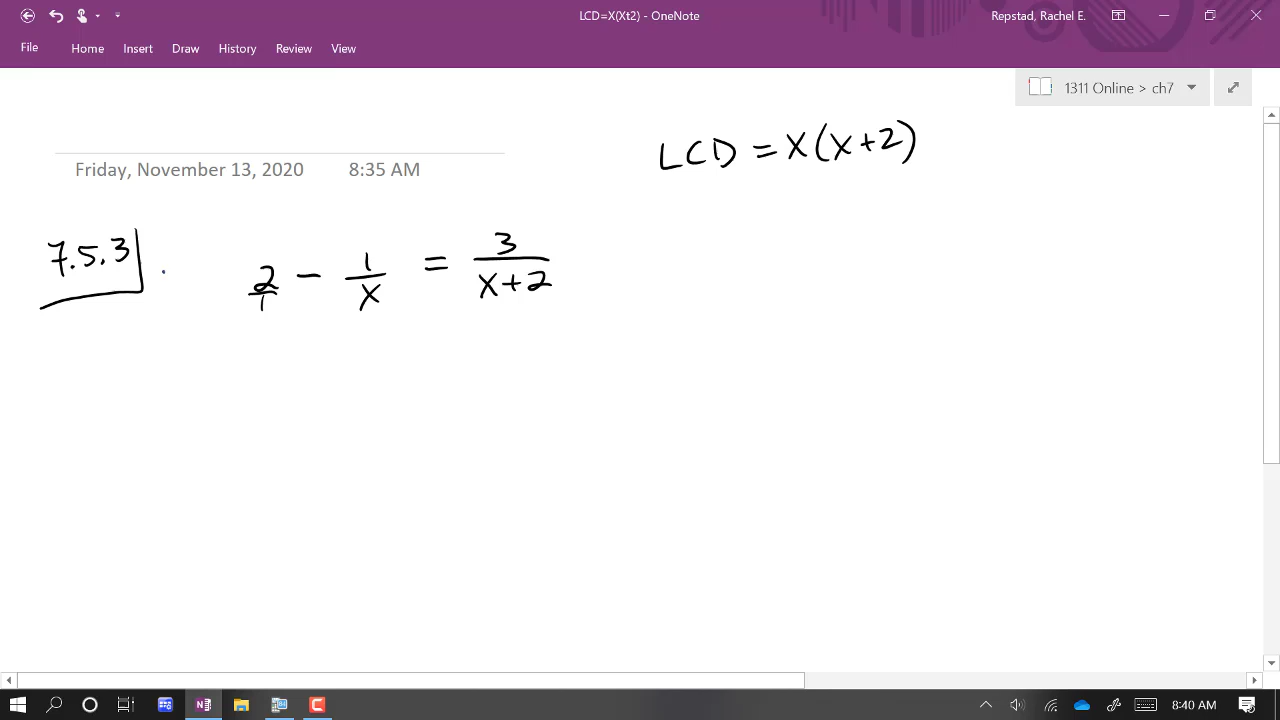 LCD=X(Xt2) - OneNote
Repstad, Rachel E.
File Home Insert Draw History Review View
1311 Online > ch7
LCD = X(X+2)
Friday, November 13, 2020 8:35 AM
7.5.3
2/1 - 1/X = 3/(X+2)
8:40 AM